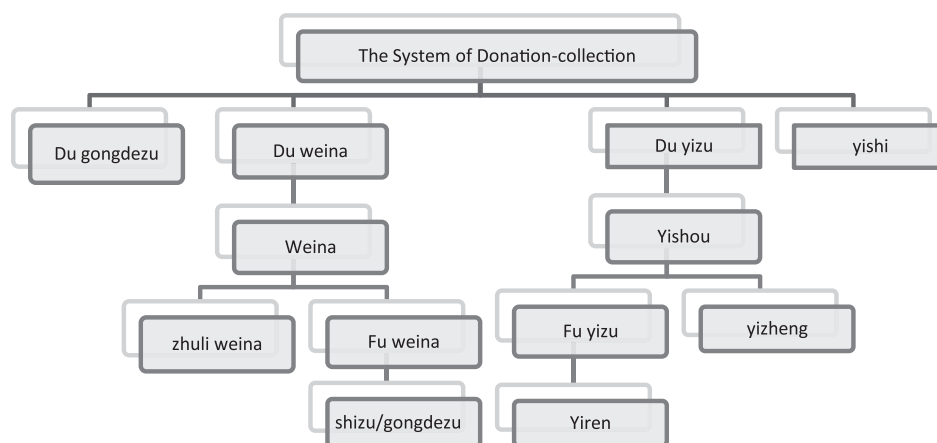 The System of Donation-collection
Du gongdezu
Du weina
Du yizu
yishi
Weina
Yishou
zhuli weina
Fu weina
Fu yizu
yizheng
shizu/gongdezu
Yiren